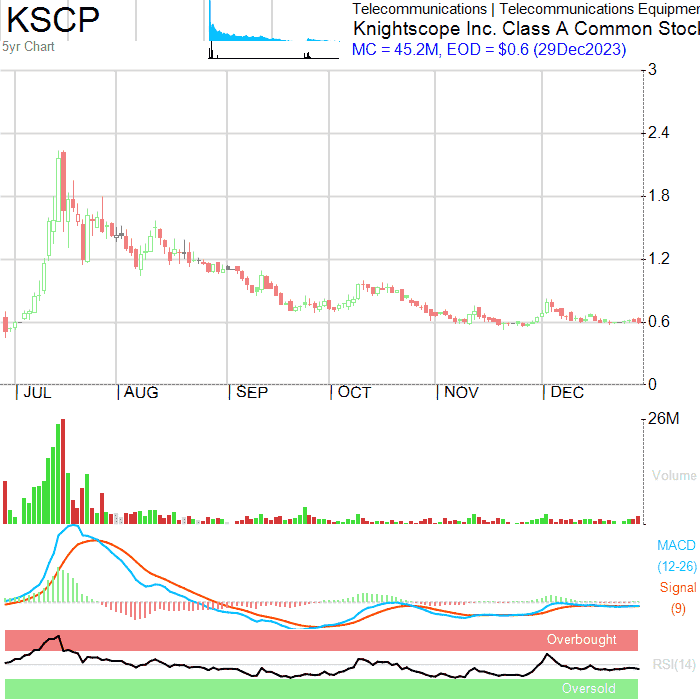 KSCP
5yr Chart
Telecommunications | Telecommunications Equipmen
Knightscope Inc. Class A Common Stoc
MC = 45.2M, EOD = $0.6 (29Dec2023)
3
2.4
1.8
1.2
0.6
0
JUL AUG SEP OCT NOV DEC
26M
Volume
MACD
(12-26)
Signal
(9)
Overbought
RSI(14)
Oversold